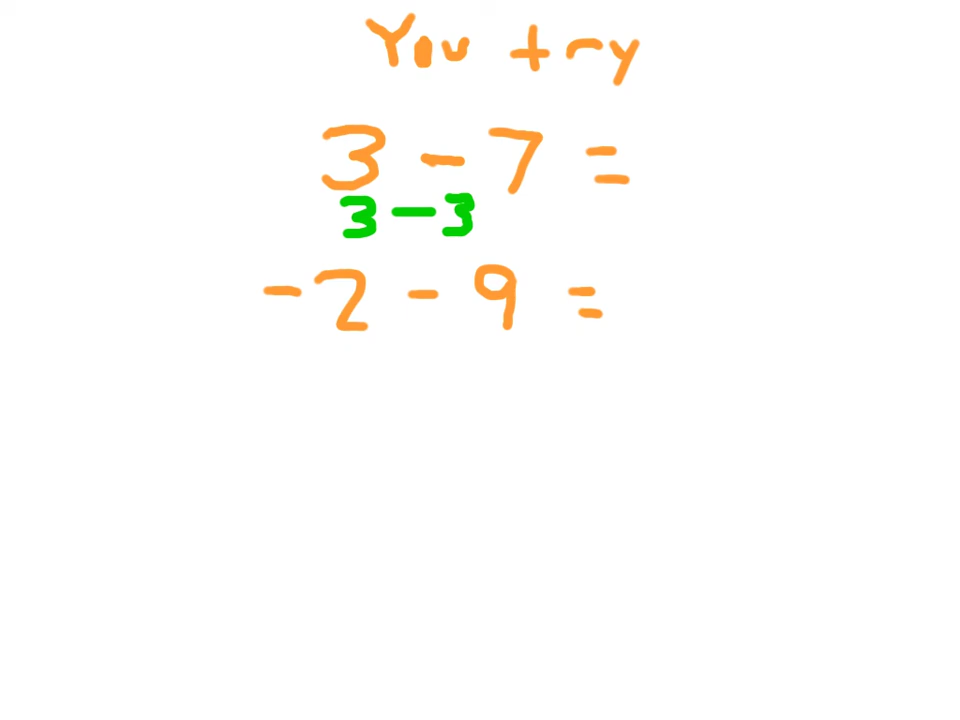 You try
3 - 7 =
3 - 3
- 2 - 9 =